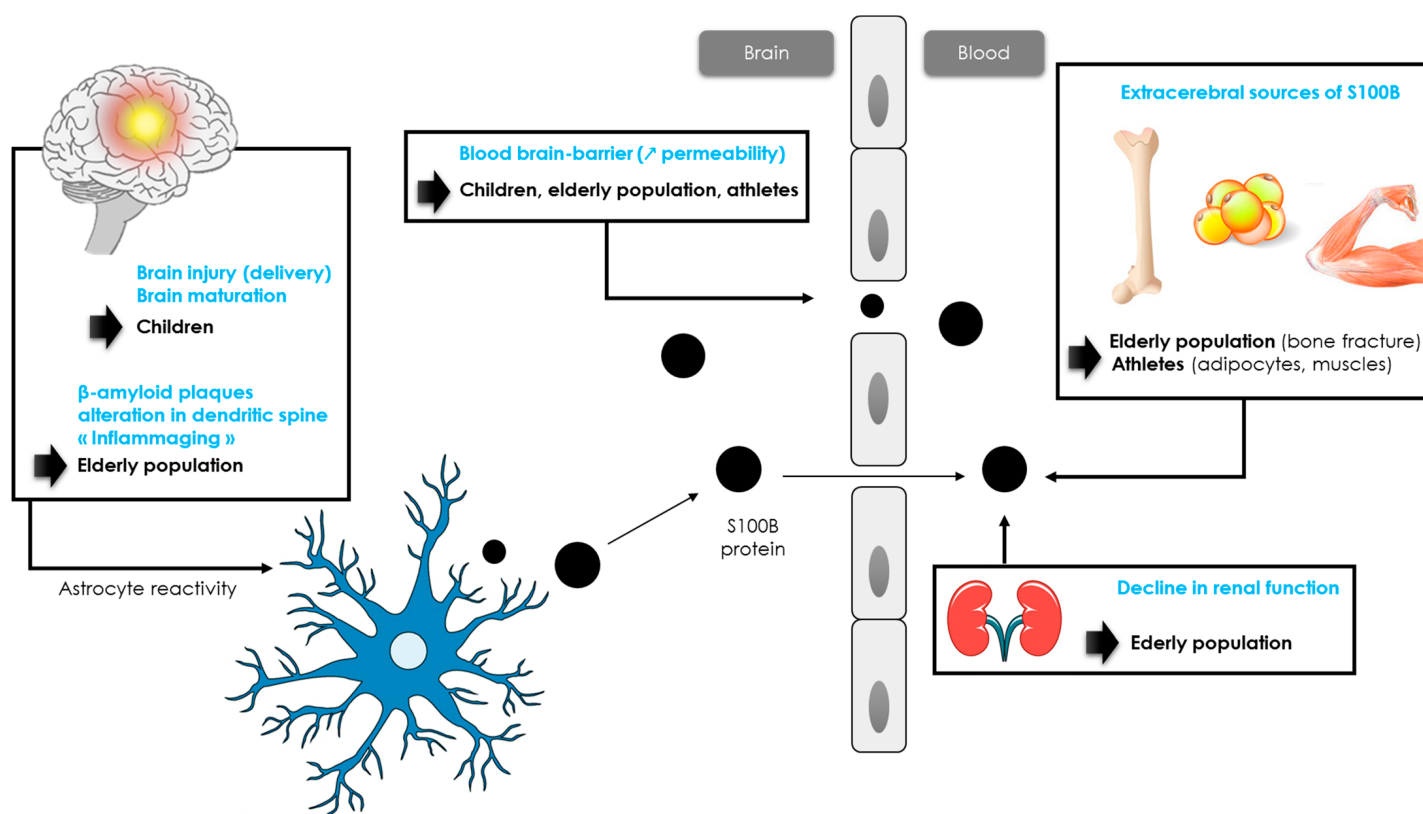 Brain
Blood
Extracerebral sources of S100B
Elderly population (bone fracture)
Athletes (adipocytes, muscles)
Blood brain-barrier (↗ permeability)
Children, elderly population, athletes
Brain injury (delivery)
Brain maturation
Children
β-amyloid plaques
alteration in dendritic spine
« Inflammaging »
Elderly population
Astrocyte reactivity
S100B
protein
Decline in renal function
Ederly population